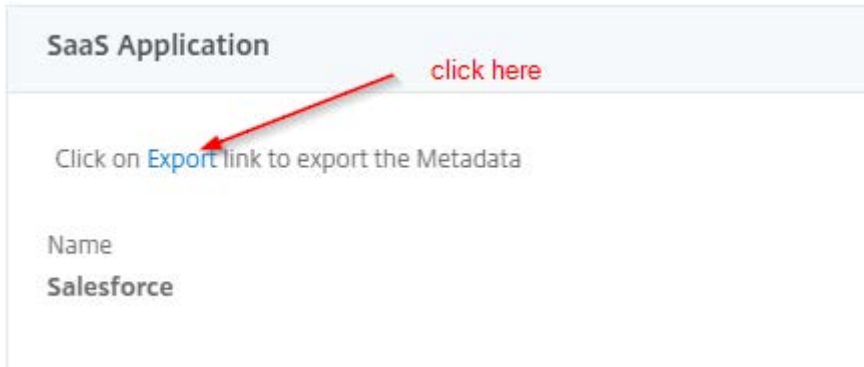 SaaS Application
click here
Click on Export link to export the Metadata
Name
Salesforce